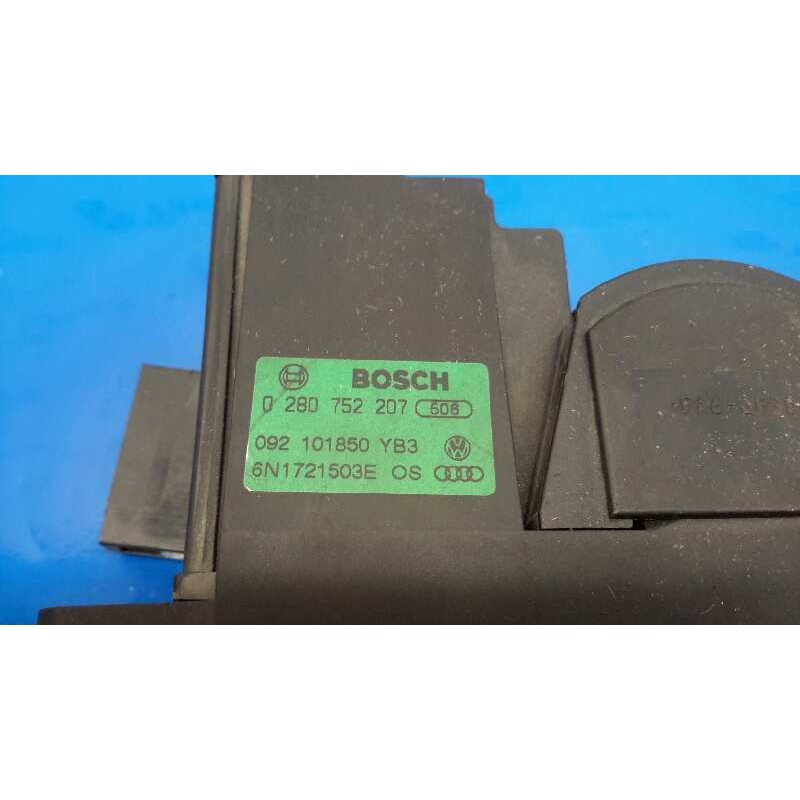 BOSCH
0 280 752 207 506
092 101850 YB3
6N1721503E OS